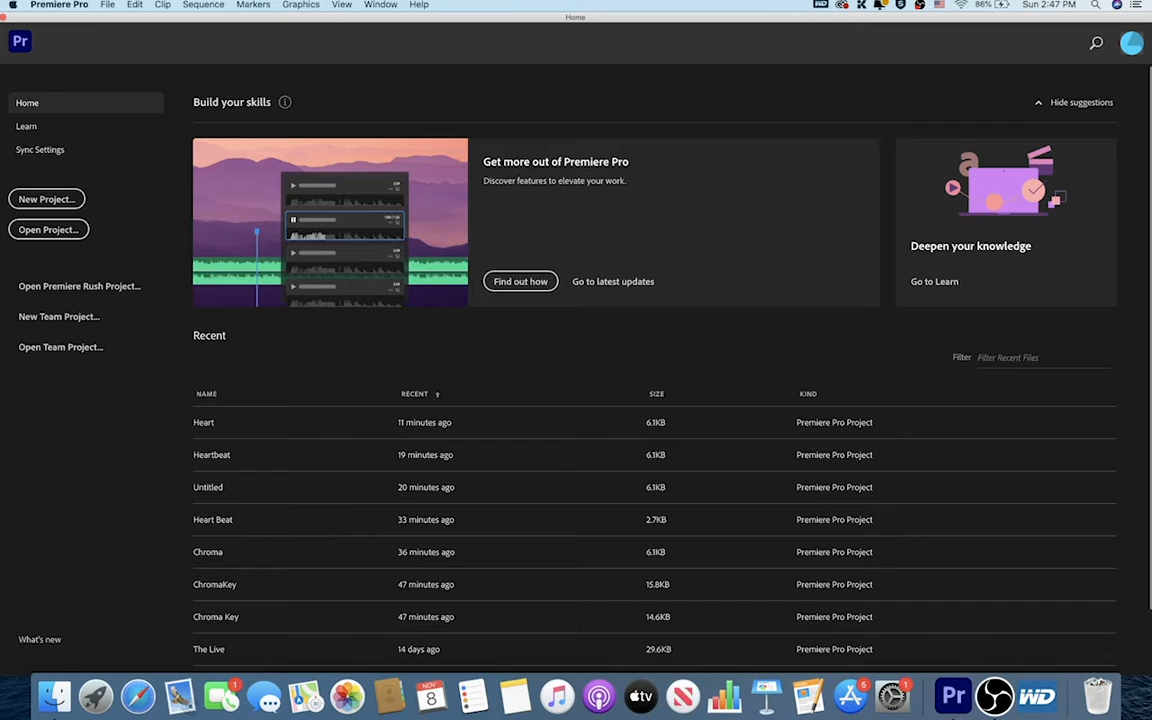 Premiere Pro File Edit Clip Sequence Markers Graphics View Window Help 86% Sun 2:47 PM
Home
Pr
Home
Learn
Sync Settings
New Project...
Open Project...
Open Premiere Rush Project...
New Team Project...
Open Team Project...
What's new
Build your skills
Hide suggestions
Get more out of Premiere Pro
Discover features to elevate your work.
Find out how Go to latest updates
Deepen your knowledge
Go to Learn
Recent
Filter Filter Recent Files
NAME RECENT SIZE KIND
Heart 11 minutes ago 6.1KB Premiere Pro Project
Heartbeat 19 minutes ago 6.1KB Premiere Pro Project
Untitled 20 minutes ago 6.1KB Premiere Pro Project
Heart Beat 33 minutes ago 2.7KB Premiere Pro Project
Chroma 36 minutes ago 6.1KB Premiere Pro Project
ChromaKey 47 minutes ago 15.8KB Premiere Pro Project
Chroma Key 47 minutes ago 14.6KB Premiere Pro Project
The Live 14 days ago 29.6KB Premiere Pro Project
1 NOV 8 tv 5 1 Pr WD